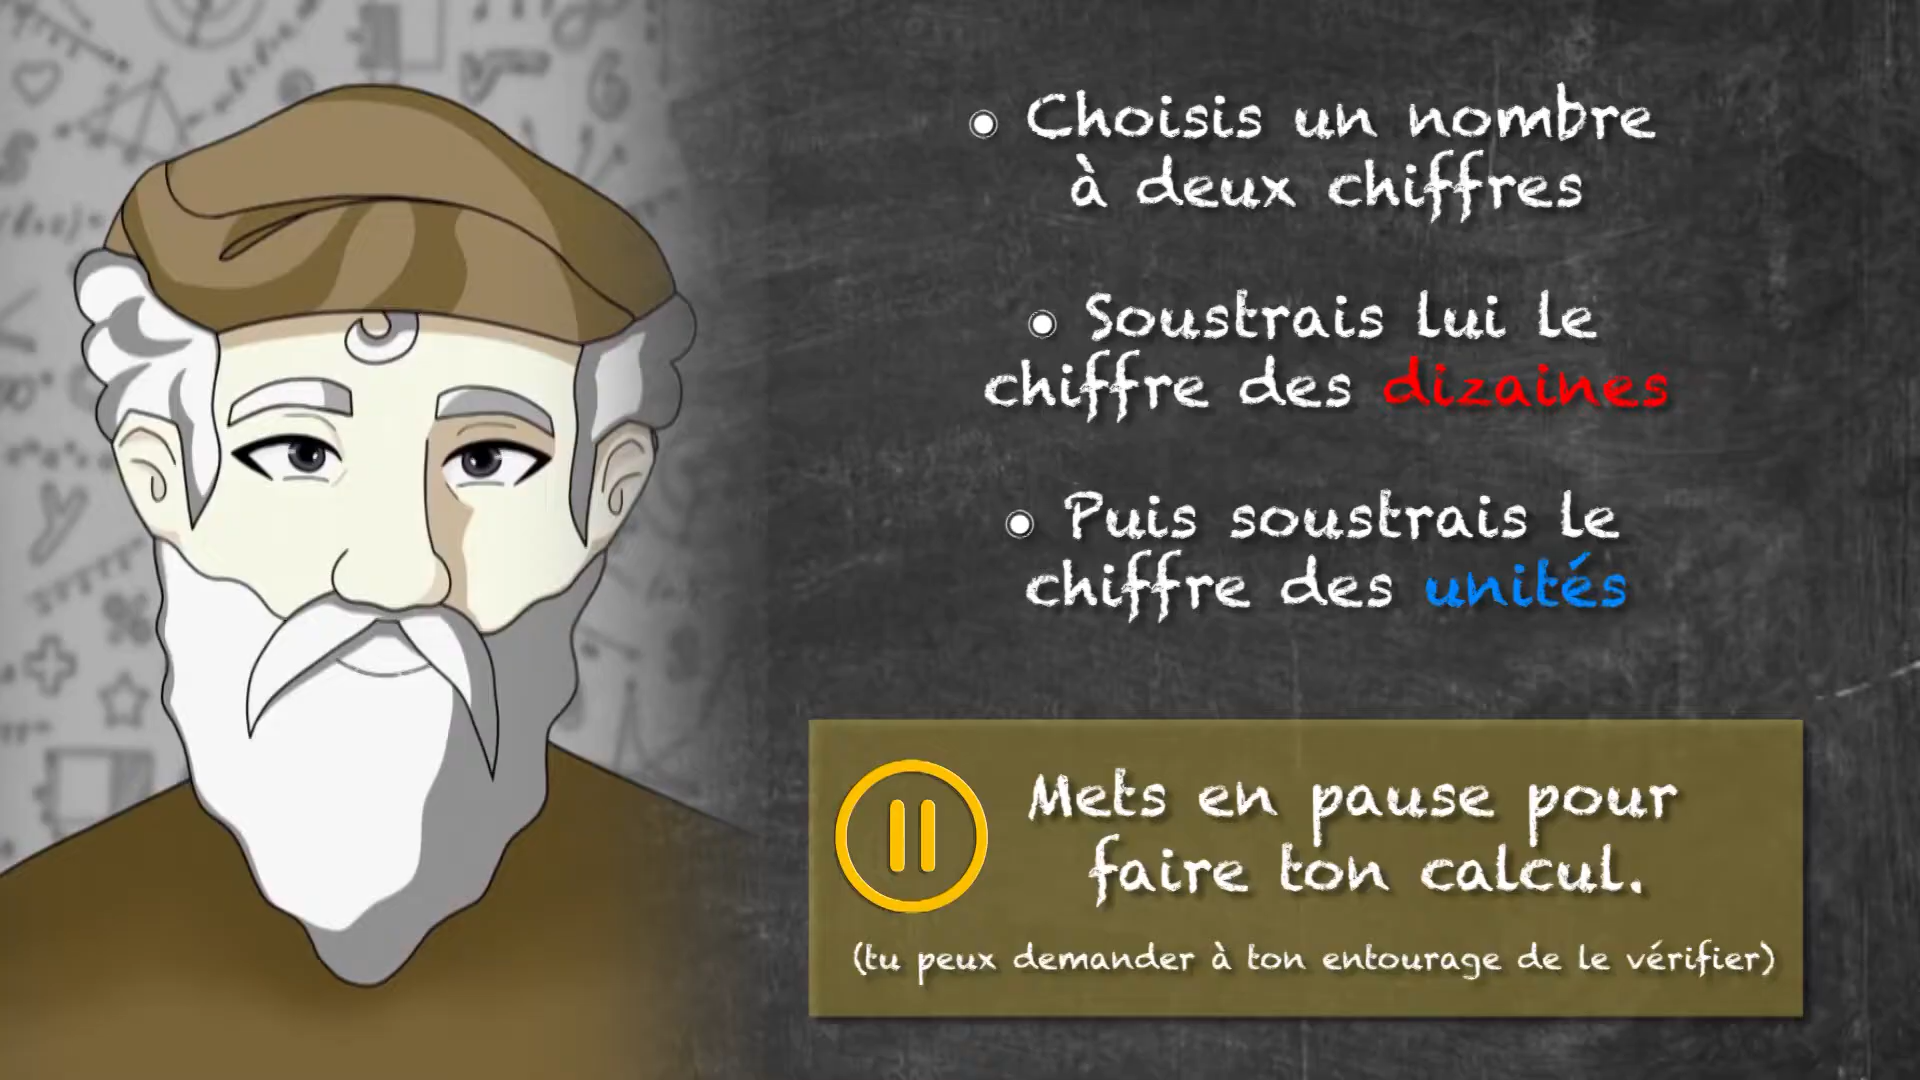 Choisis un nombre
à deux chiffres
Soustrais lui le
chiffre des dizaines
Puis soustrais le
chiffre des unités
Mets en pause pour
faire ton calcul.
(tu peux demander à ton entourage de le vérifier)